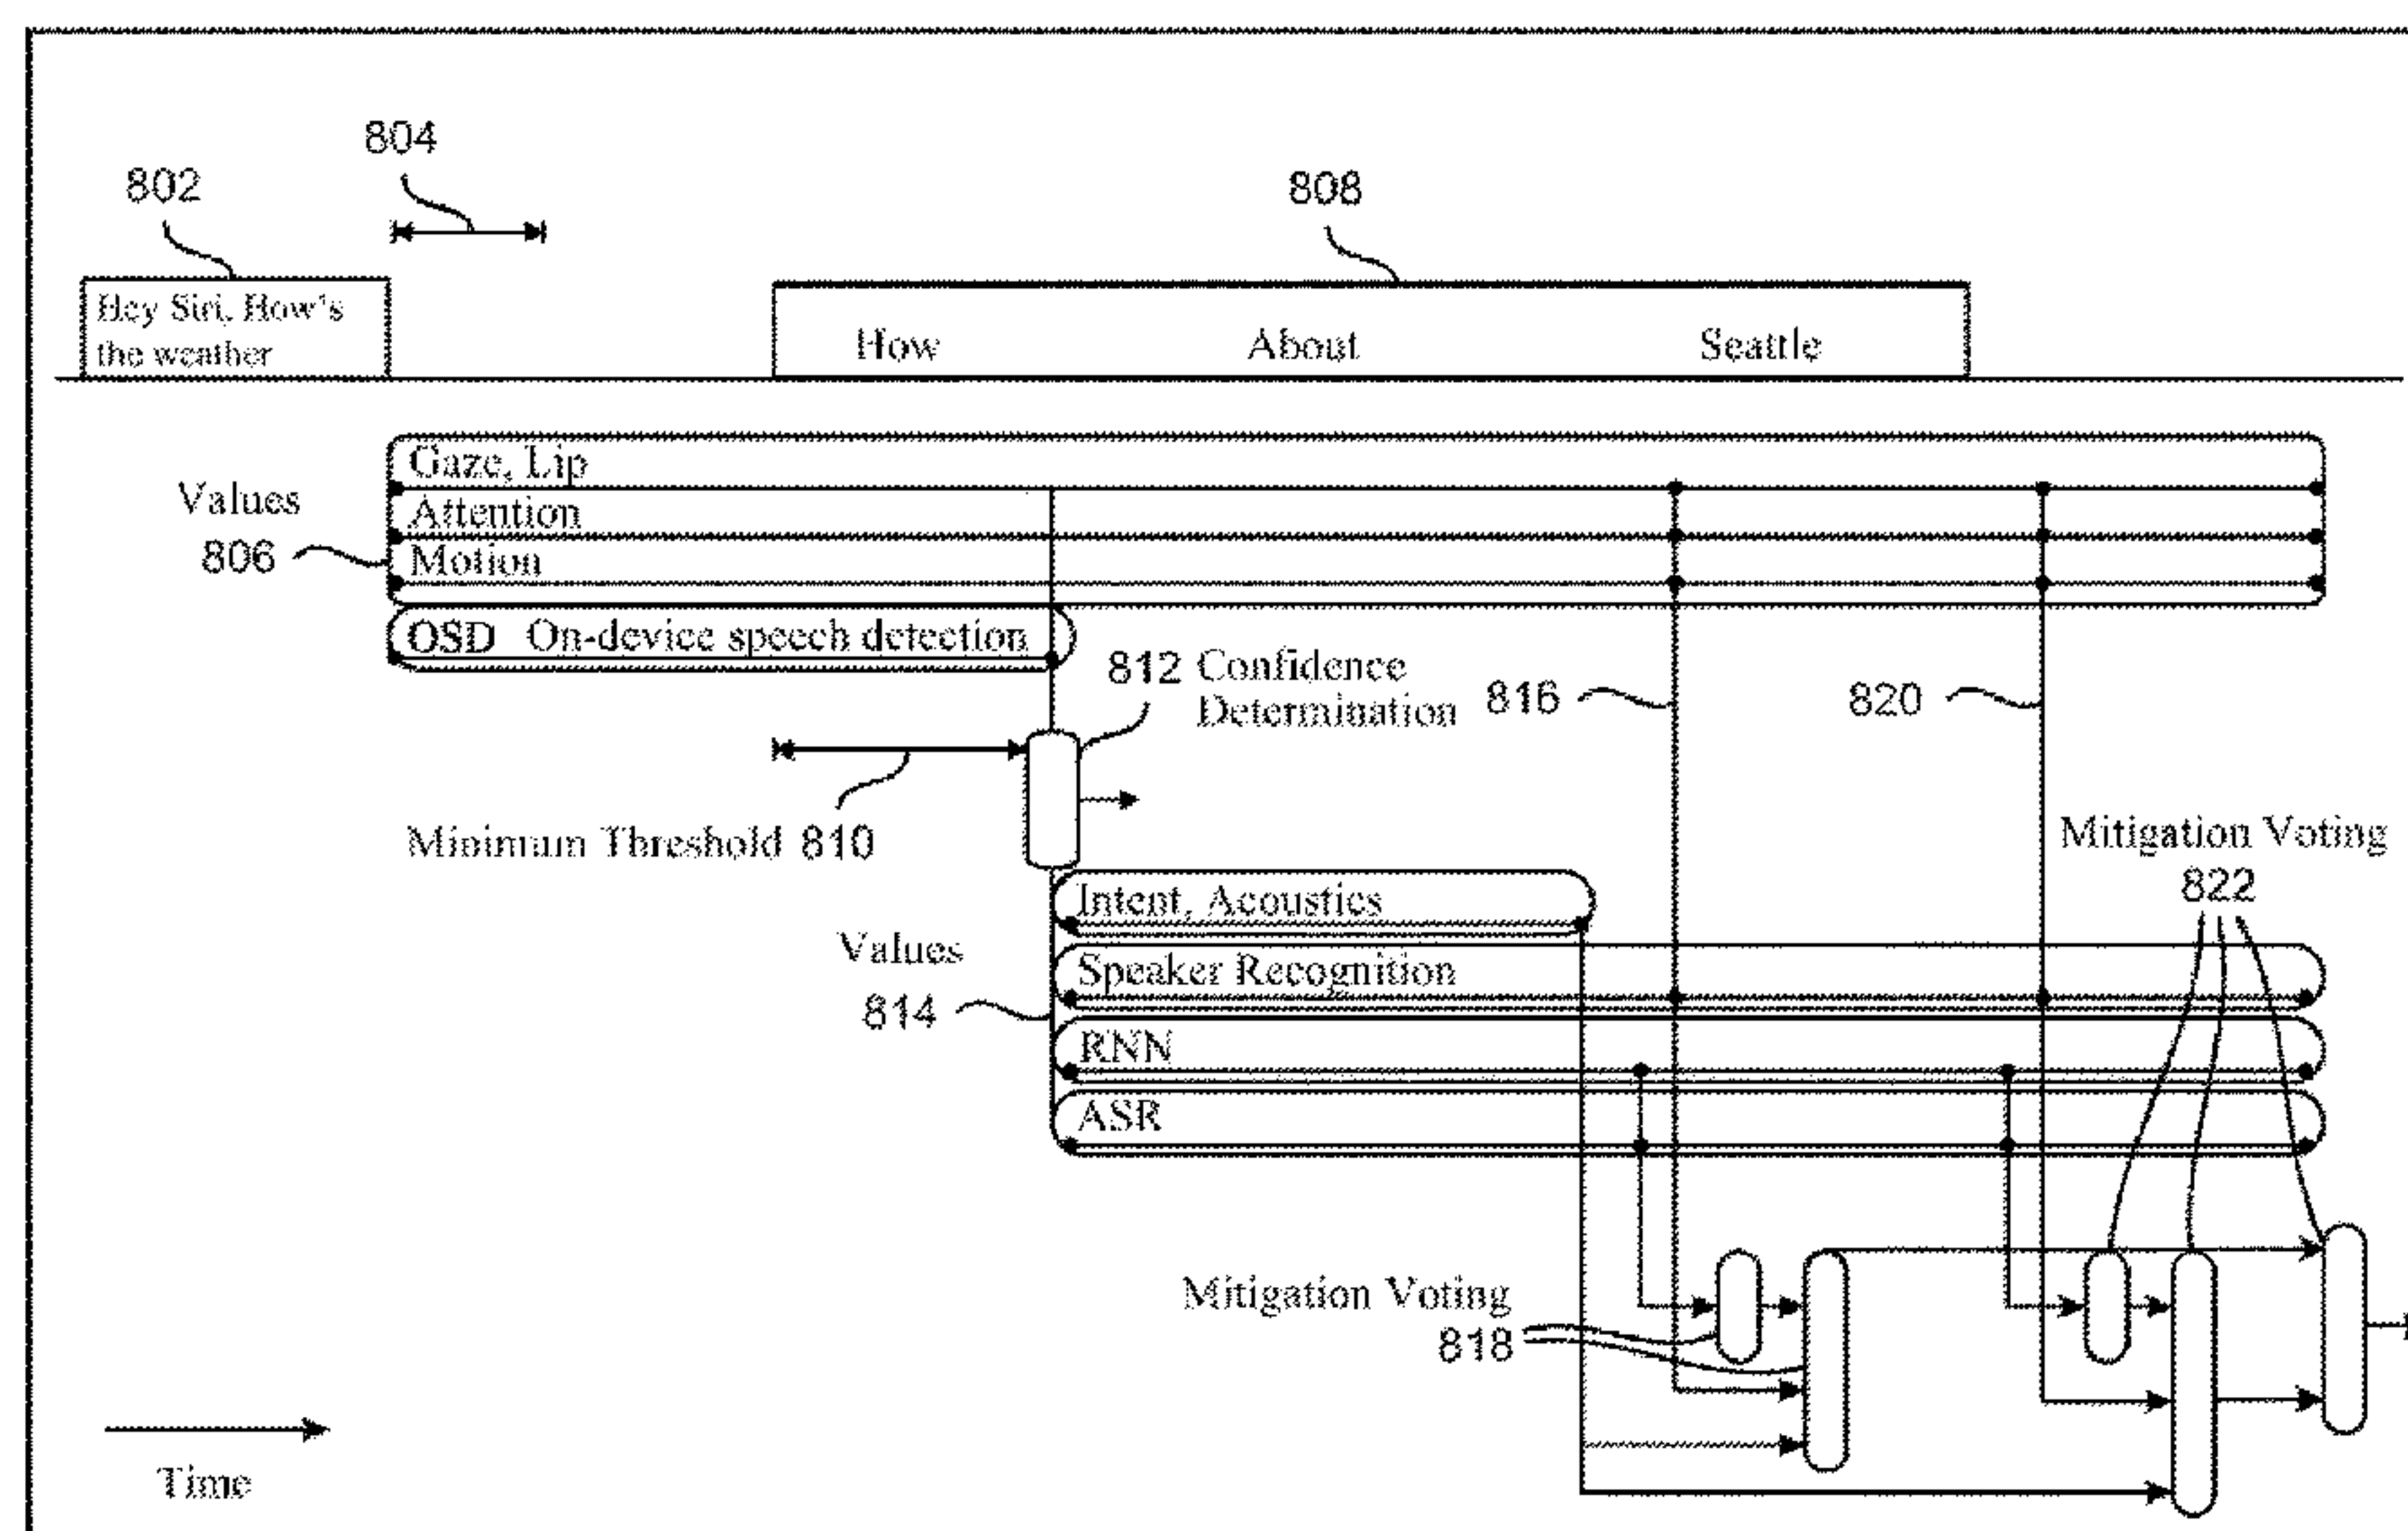 804
802
808
Hey Siri, How's
the weather
How About Seattle
Gaze, Lip
Values
Attention
806
Motion
OSD On-device speech detection
812 Confidence
Determination
816
820
Minimum Threshold 810
Mitigation Voting
822
Intent, Acoustics
Values
Speaker Recognition
814
RNN
ASR
Mitigation Voting
818
Time